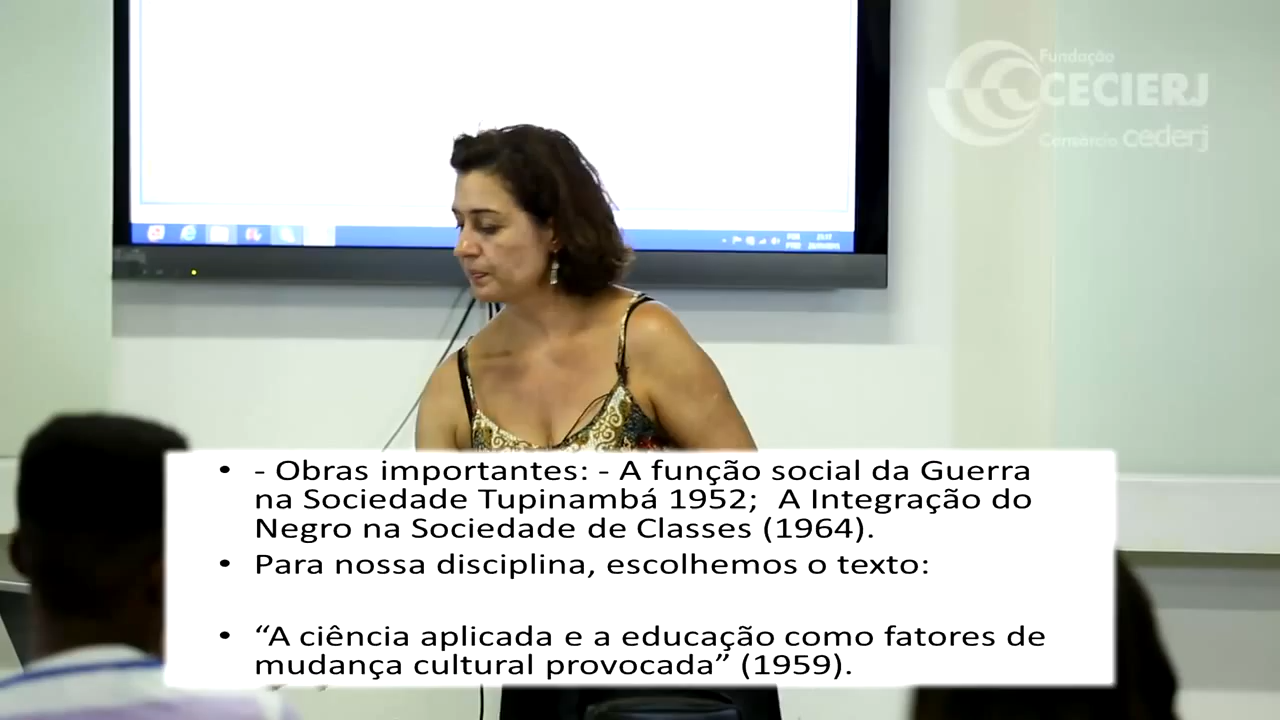 Fundação
CECIERJ
Consórcio cederj
• - Obras importantes: - A função social da Guerra
na Sociedade Tupinambá 1952;  A Integração do
Negro na Sociedade de Classes (1964).
• Para nossa disciplina, escolhemos o texto:
• “A ciência aplicada e a educação como fatores de
mudança cultural provocada” (1959).